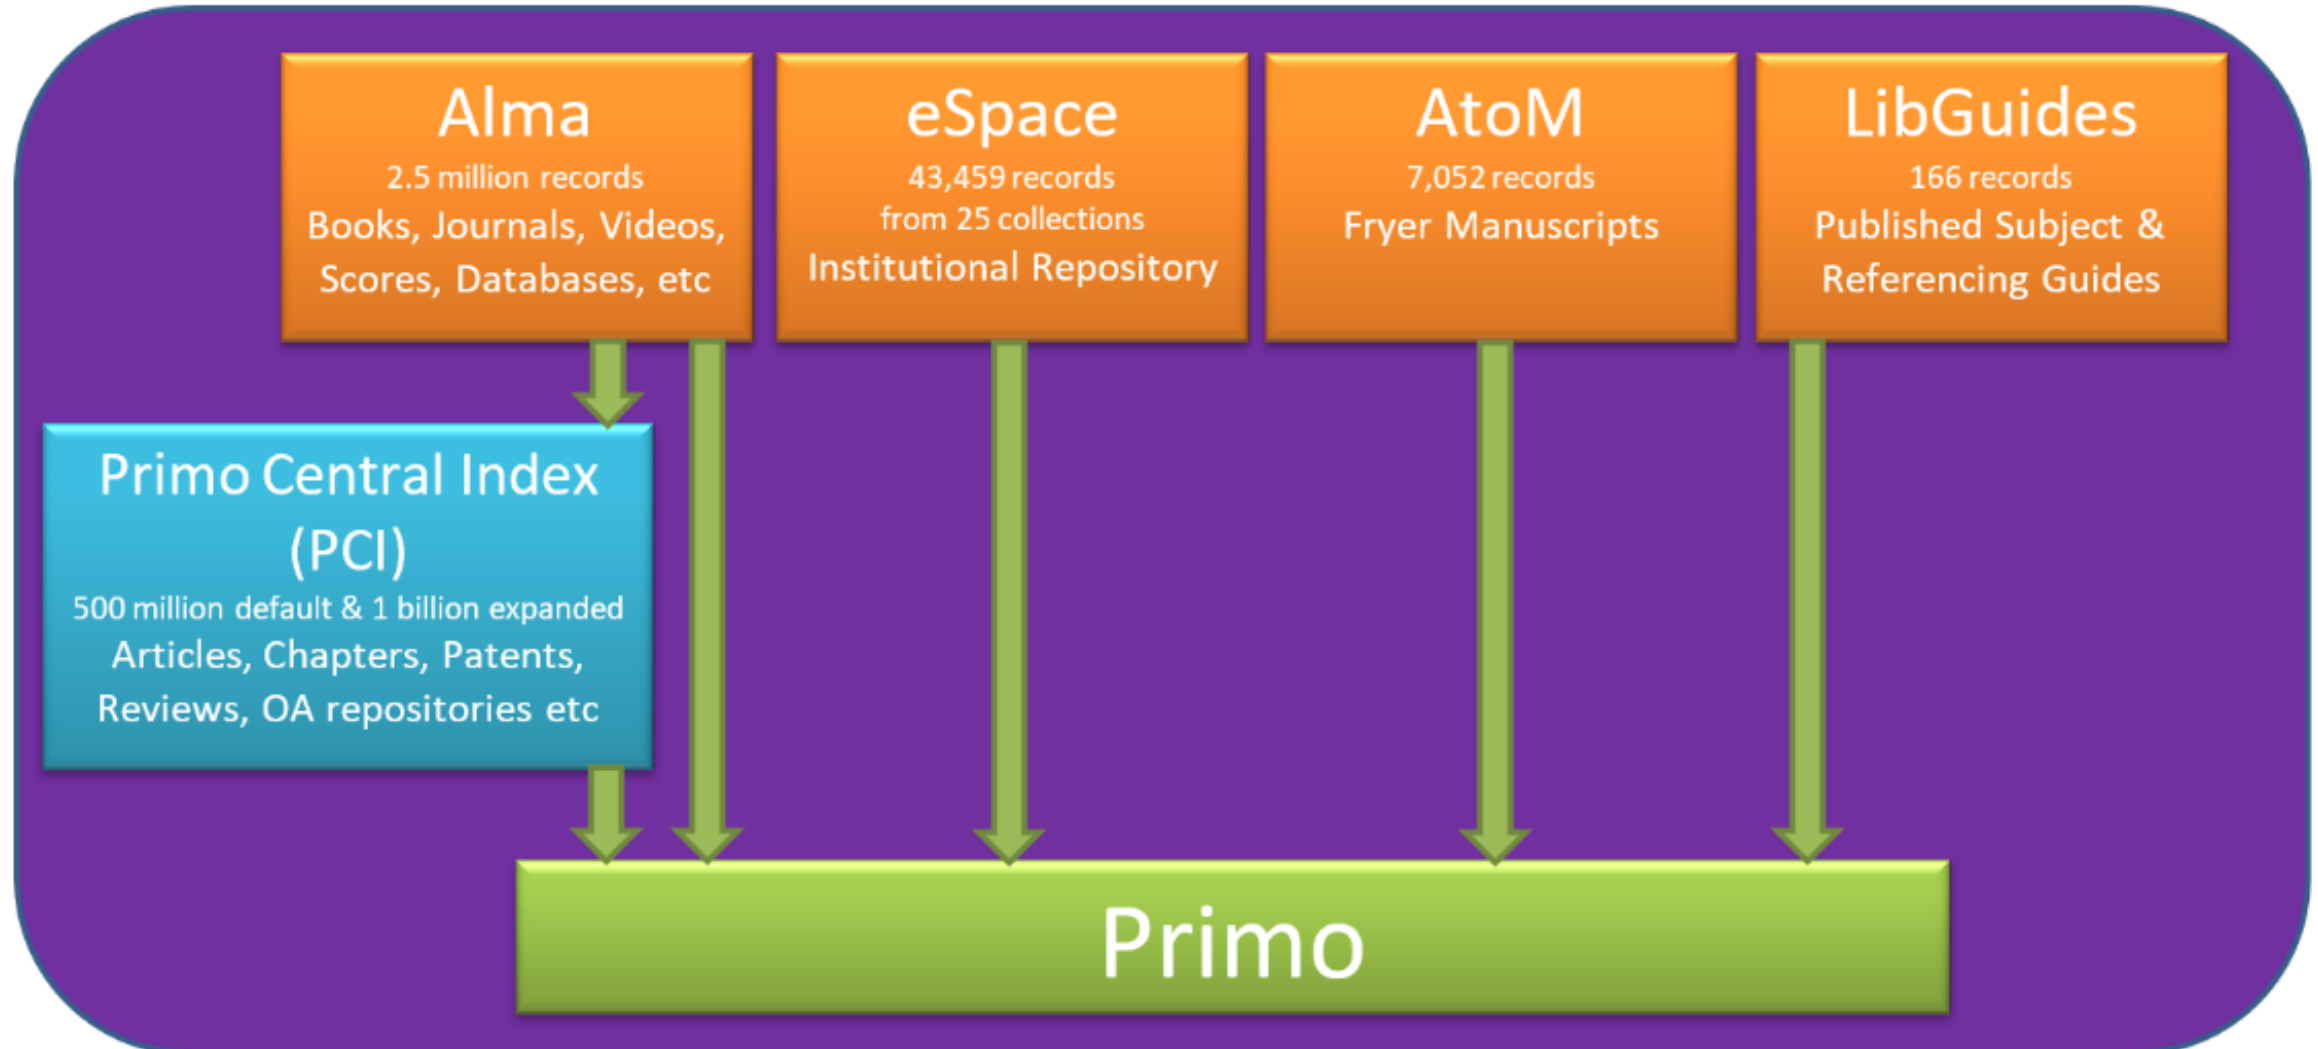 Alma
2.5 million records
Books, Journals, Videos,
Scores, Databases, etc
eSpace
43,459 records
from 25 collections
Institutional Repository
AtoM
7,052 records
Fryer Manuscripts
LibGuides
166 records
Published Subject &
Referencing Guides
Primo Central Index
(PCI)
500 million default & 1 billion expanded
Articles, Chapters, Patents,
Reviews, OA repositories etc
Primo